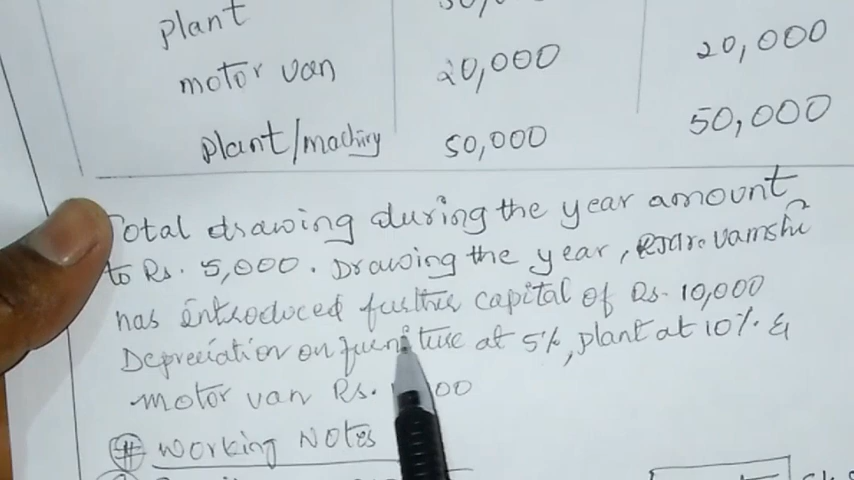 plant
motor van 20,000 20,000
plant/machiry 50,000 50,000
Total drawing during the year amount
to Rs. 5,000. Drawing the year, vamshi
has introduced further capital of Rs. 10,000
Depreciation on furniture at 5%, plant at 10% &
motor van Rs.
# Working Notes